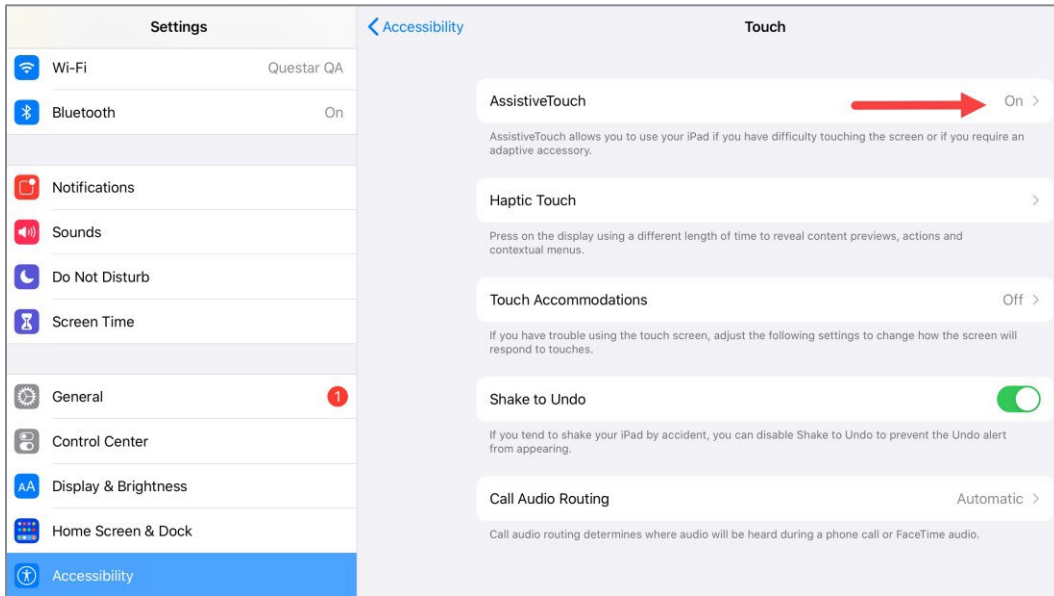 Settings
Wi-Fi Questar QA
Bluetooth On
Notifications
Sounds
Do Not Disturb
Screen Time
General 1
Control Center
AA Display & Brightness
Home Screen & Dock
Accessibility
Accessibility Touch
AssistiveTouch On
AssistiveTouch allows you to use your iPad if you have difficulty touching the screen or if you require an
adaptive accessory.
Haptic Touch
Press on the display using a different length of time to reveal content previews, actions and
contextual menus.
Touch Accommodations Off
If you have trouble using the touch screen, adjust the following settings to change how the screen will
respond to touches.
Shake to Undo
If you tend to shake your iPad by accident, you can disable Shake to Undo to prevent the Undo alert
from appearing.
Call Audio Routing Automatic
Call audio routing determines where audio will be heard during a phone call or FaceTime audio.